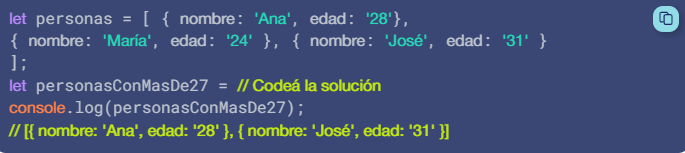 let personas = [ { nombre: 'Ana', edad: '28'},
{ nombre: 'María', edad: '24' }, { nombre: 'José', edad: '31' }
];
let personasConMasDe27 = // Codeá la solución
console.log(personasConMasDe27);
// [{ nombre: 'Ana', edad: '28' }, { nombre: 'José', edad: '31' }]